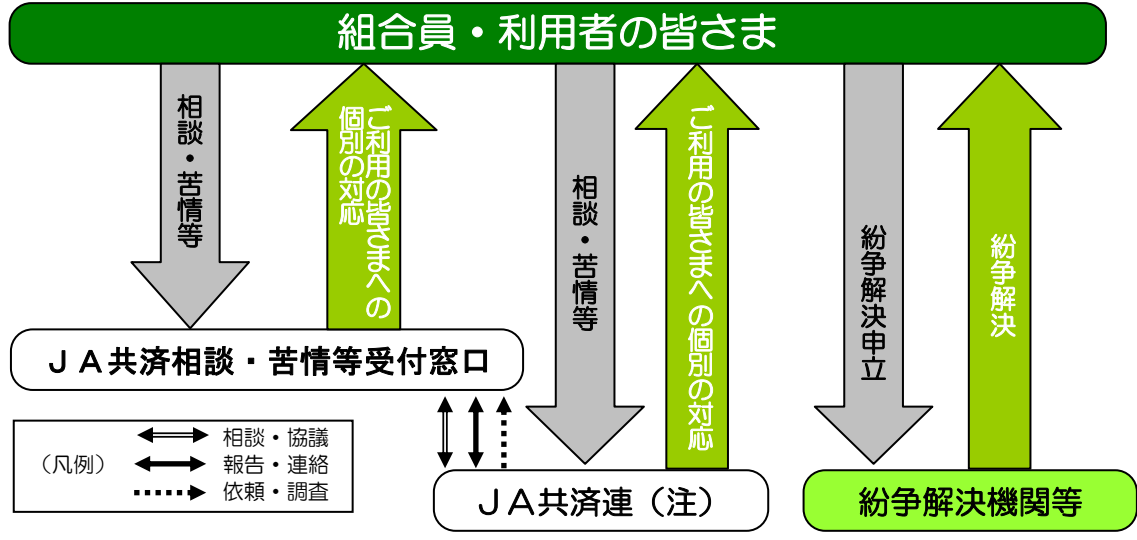 組合員・利用者の皆さま
相談・苦情等
ご利用の皆さまへの
個別の対応
相談・苦情等
ご利用の皆さまへの個別の対応
紛争解決申立
紛争解決
ＪＡ共済相談・苦情等受付窓口
（凡例）
相談・協議
報告・連絡
依頼・調査
ＪＡ共済連（注）
紛争解決機関等